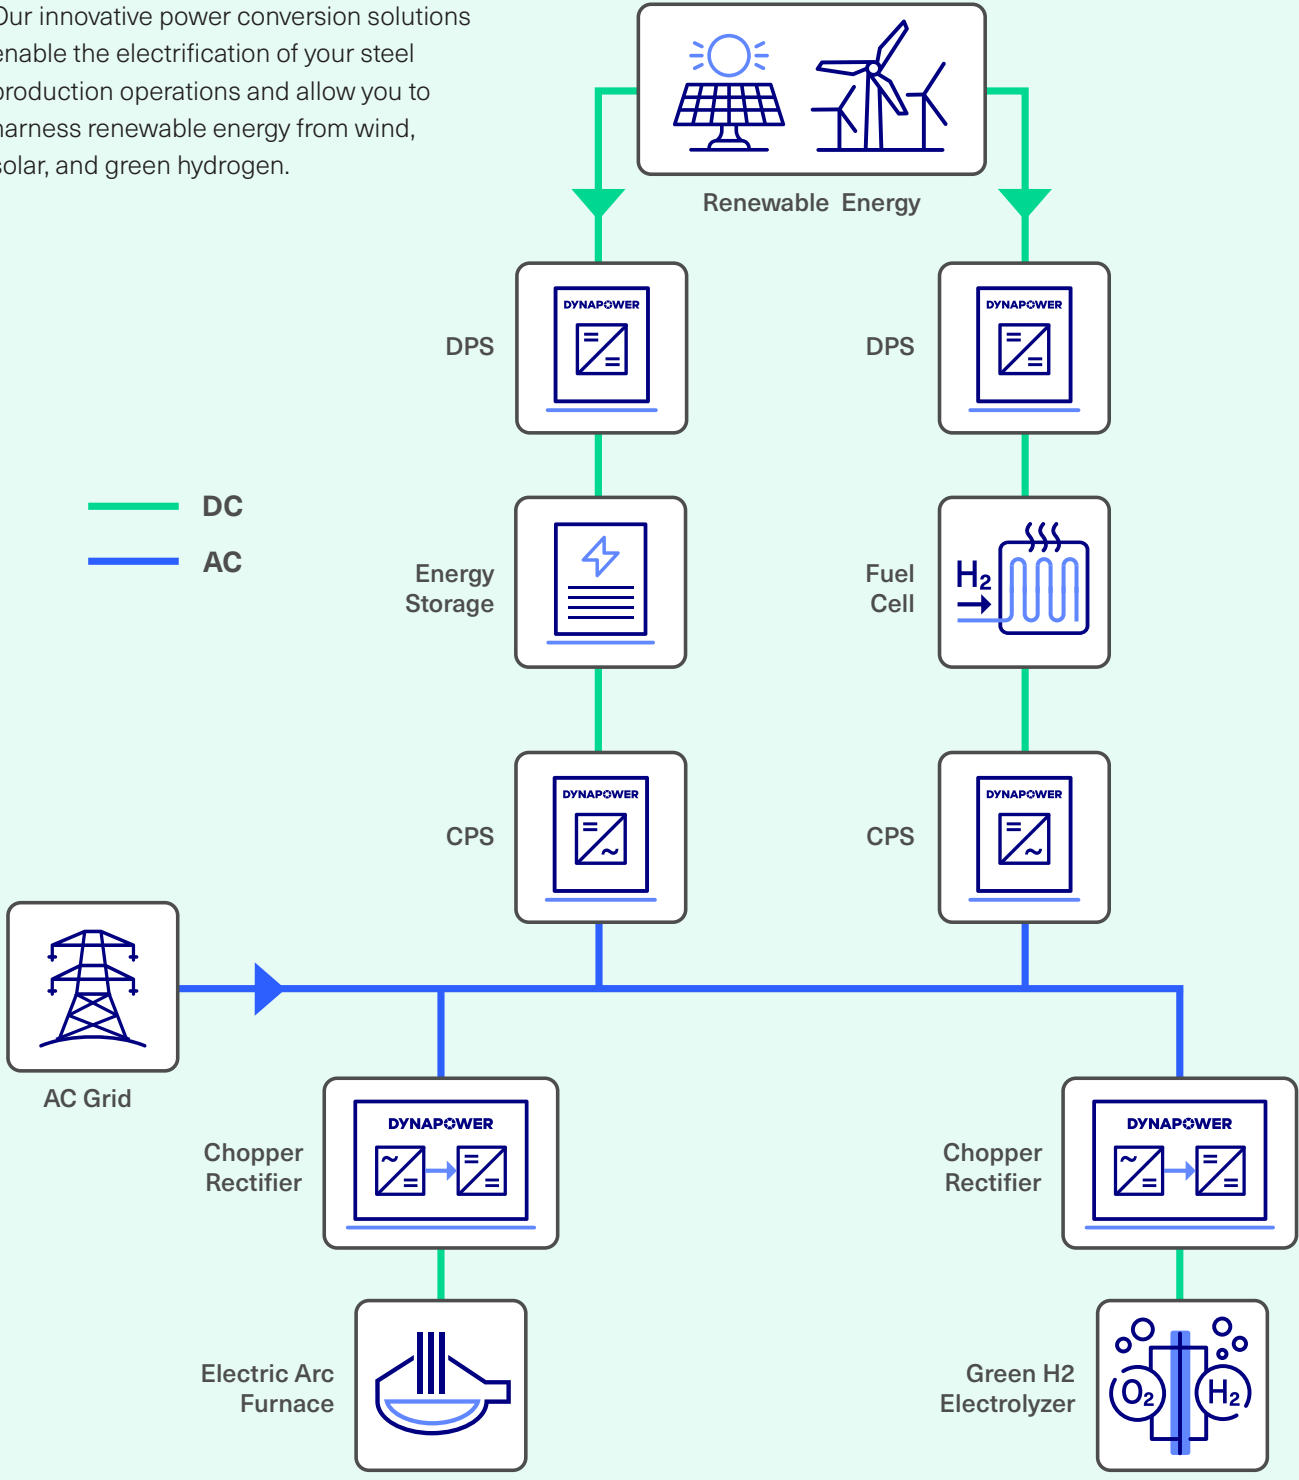 Our innovative power conversion solutions
enable the electrification of your steel
production operations and allow you to
harness renewable energy from wind,
solar, and green hydrogen.
Renewable Energy
DYNAPOWER
DPS
DYNAPOWER
DPS
DC
AC
Energy
Storage
Fuel
Cell
H₂
DYNAPOWER
CPS
DYNAPOWER
CPS
AC Grid
DYNAPOWER
Chopper
Rectifier
DYNAPOWER
Chopper
Rectifier
Electric Arc
Furnace
Green H2
Electrolyzer
O₂
H₂